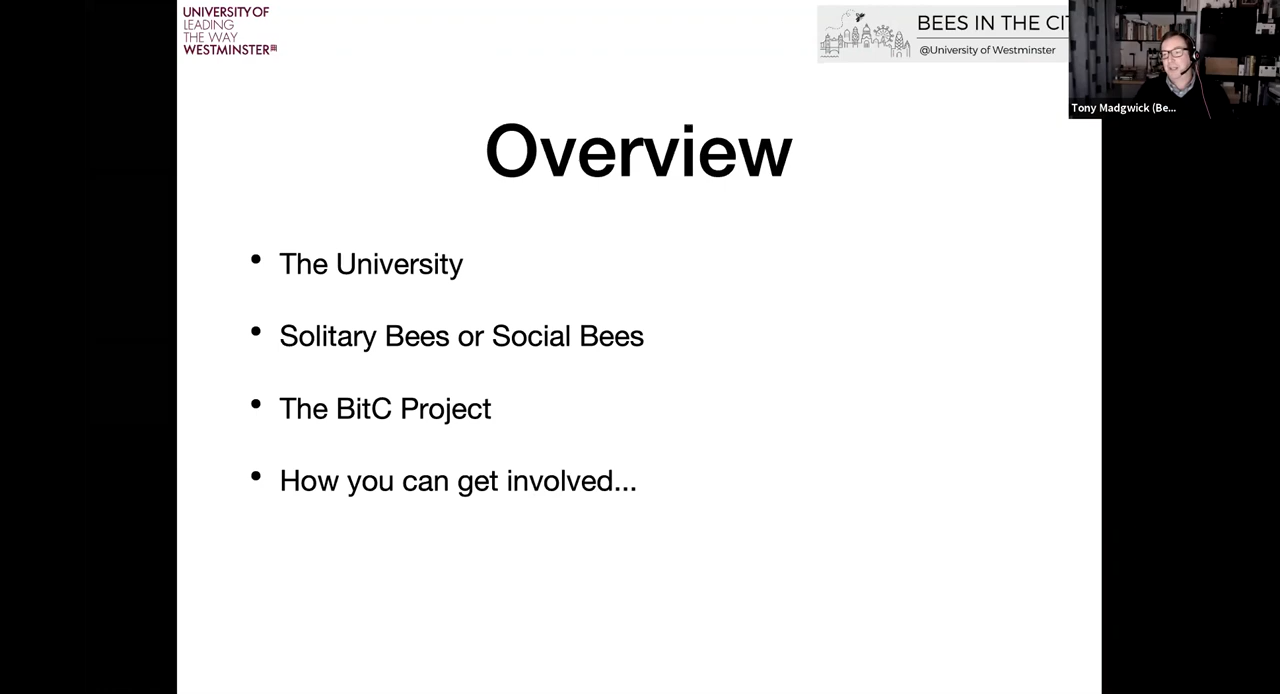 UNIVERSITY OF
LEADING
THE WAY
WESTMINSTER
BEES IN THE
@University of Westminster
Tony Madgwick (Be...
Overview
• The University
• Solitary Bees or Social Bees
• The BitC Project
• How you can get involved...